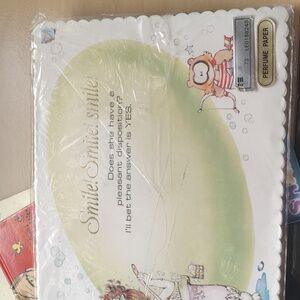 Smile! Smile, smile!
Does she have a
pleasant disposition?
I'll bet the answer is YES.
PERFUME PAPER